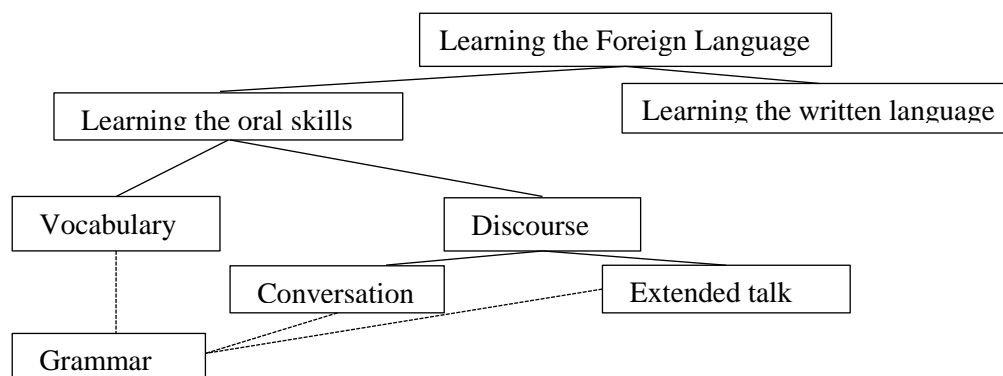 Learning the Foreign Language
Learning the oral skills
Learning the written language
Vocabulary
Discourse
Conversation
Extended talk
Grammar